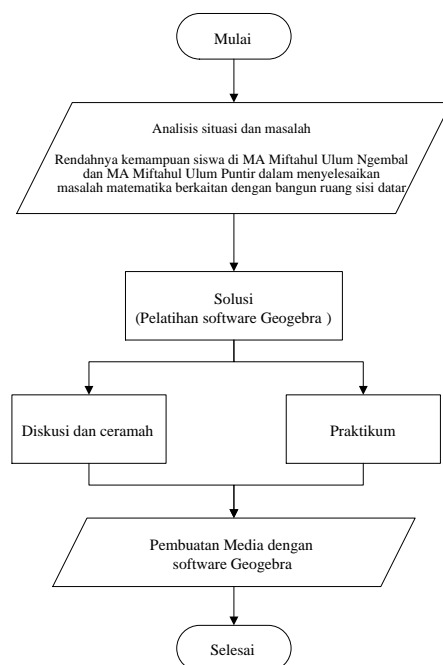 Mulai
Analisis situasi dan masalah
Rendahnya kemampuan siswa di MA Miftahul Ulum Ngembal
dan MA Miftahul Ulum Puntir dalam menyelesaikan
masalah matematika berkaitan dengan bangun ruang sisi datar
Solusi
(Pelatihan software Geogebra )
Diskusi dan ceramah
Praktikum
Pembuatan Media dengan
software Geogebra
Selesai